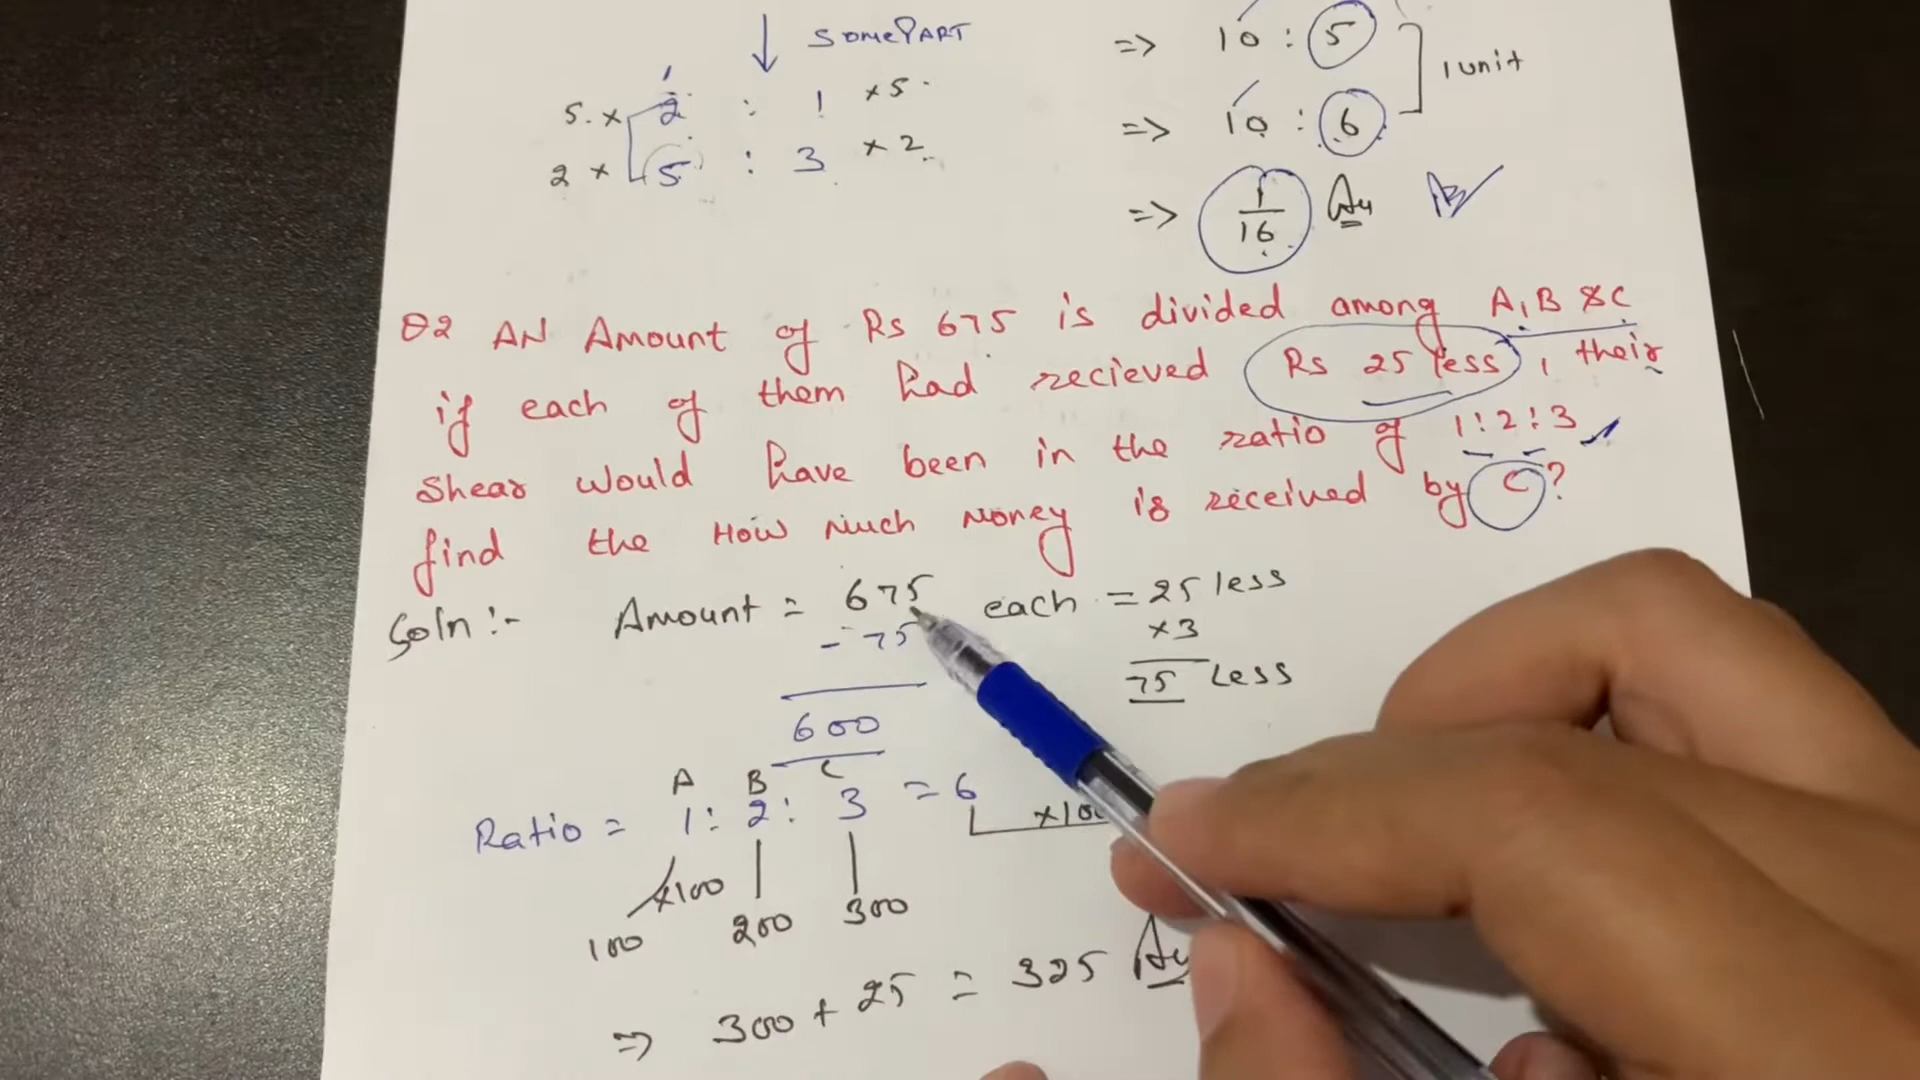 SOMEPART
5. x 2 : 1 x5.
2 x 5 : 3 x 2
=> 10 : 5
1 unit
=> 10 : 6
=> 1/16
Q2 AN Amount of Rs 675 is divided among A, B & C
if each of them had recieved Rs 25 less, their
Shear would have been in the ratio of 1:2:3
find the How Much Money is received by C?
Soln :- Amount = 675 each = 25 less
- 75 x3
75 Less
600
A B C
Ratio = 1: 2: 3 = 6
x100
100 200 300
=> 300 + 25 = 325